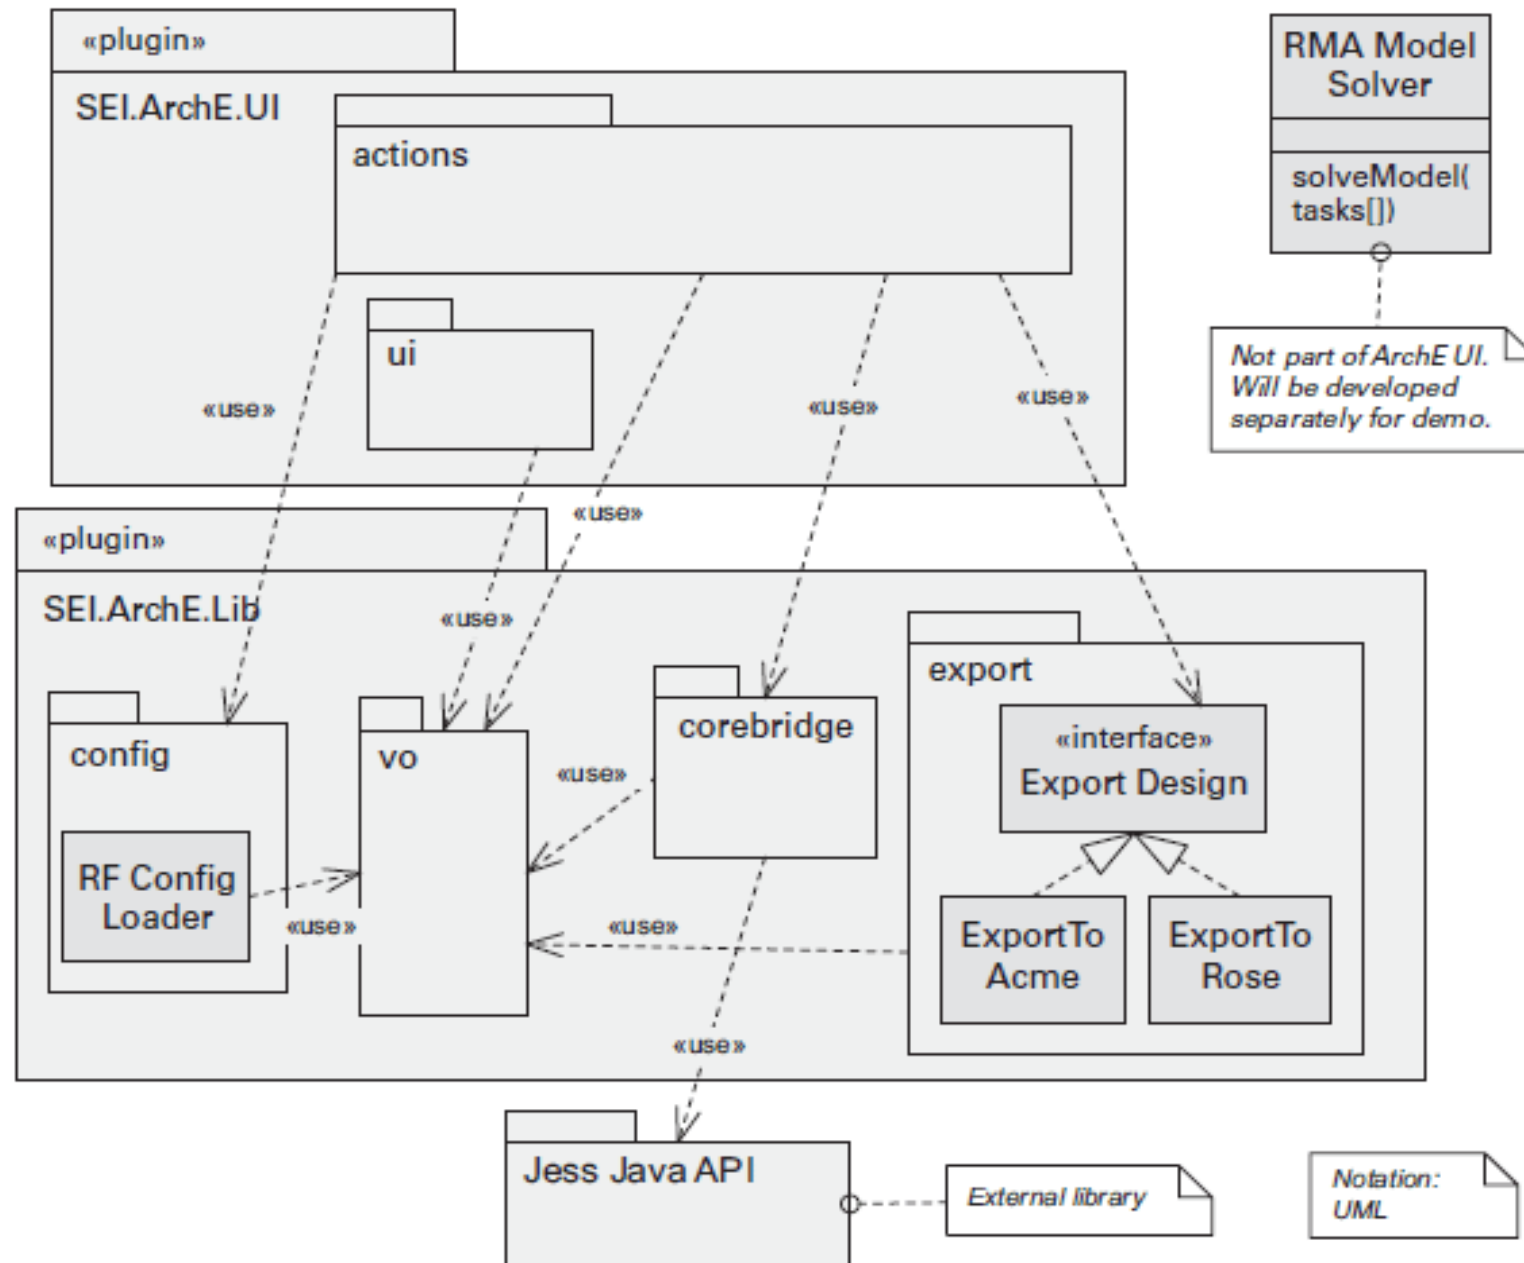 «plugin»
SEI.ArchE.UI
actions
RMA Model
Solver
solveModel(
tasks[])
ui
Not part of ArchE UI.
Will be developed
separately for demo.
«use»
«use»
«use»
«use»
«plugin»
SEI.ArchE.Lib
«use»
config
vo
corebridge
export
«interface»
Export Design
«use»
RF Config
Loader
«use»
«use»
ExportTo
Acme
ExportTo
Rose
«use»
Jess Java API
External library
Notation:
UML